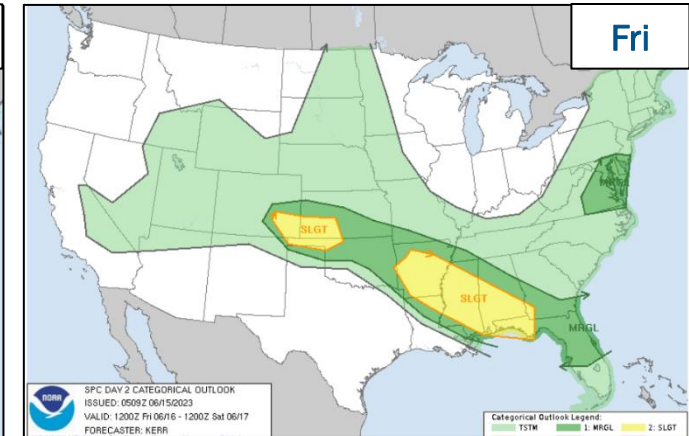 Fri
SLGT
SLGT
MRGL
NOAA
SPC DAY 2 CATEGORICAL OUTLOOK
ISSUED: 0509Z 06/15/2023
VALID: 1200Z Fri 06/16 - 1200Z Sat 06/17
FORECASTER: KERR
Categorical Outlook Legend:
TSTM 1: MRGL 2: SLGT